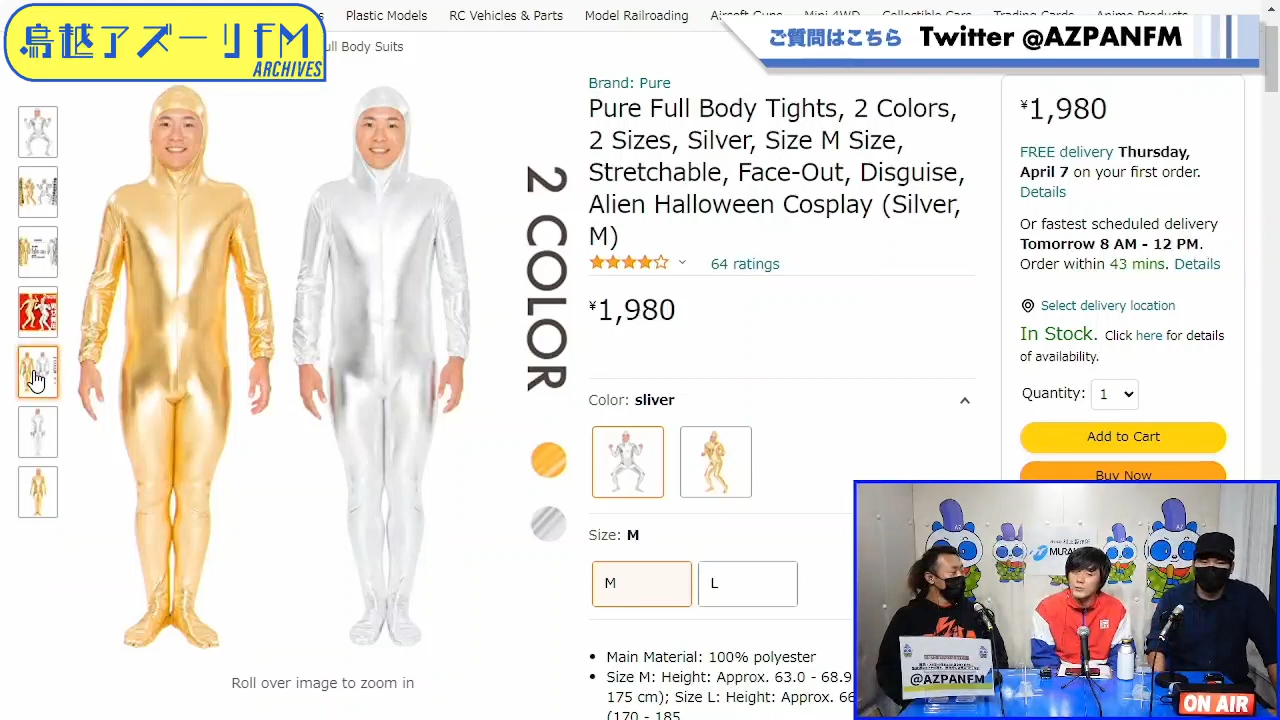 Plastic Models
RC Vehicles & Parts
Model Railroading
鳥越アズーリFM
ARCHIVES
ull Body Suits
ご質問はこちら Twitter @AZPANFM
Brand: Pure
Pure Full Body Tights, 2 Colors,
2 Sizes, Silver, Size M Size,
Stretchable, Face-Out, Disguise,
Alien Halloween Cosplay (Silver,
M)
64 ratings
¥1,980
2 COLOR
Color: sliver
Size: M
M
L
• Main Material: 100% polyester
• Size M: Height: Approx. 63.0 - 68.9
175 cm); Size L: Height: Approx. 66
(170 - 185
Roll over image to zoom in
¥1,980
FREE delivery Thursday,
April 7 on your first order.
Details
Or fastest scheduled delivery
Tomorrow 8 AM - 12 PM.
Order within 43 mins. Details
Select delivery location
In Stock. Click here for details
of availability.
Quantity: 1
Add to Cart
Buy Now
@AZPANFM
ON AIR